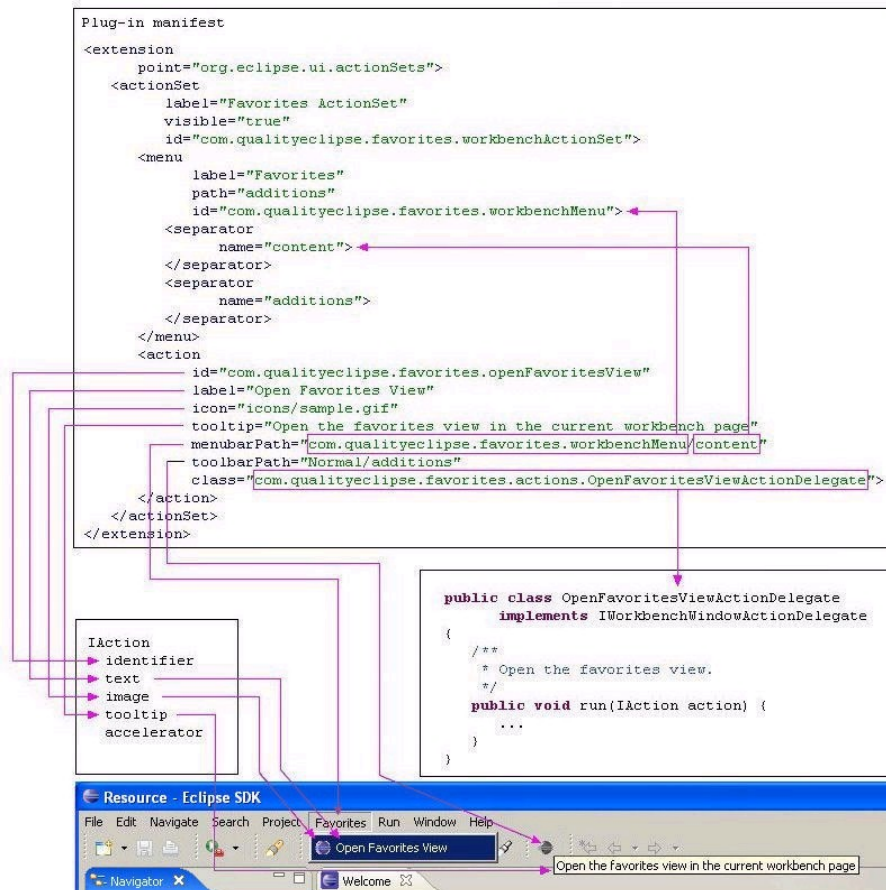 Plug-in manifest
<extension
point="org.eclipse.ui.actionSets">
<actionSet
label="Favorites ActionSet"
visible="true"
id="com.qualityeclipse.favorites.workbenchActionSet">
<menu
label="Favorites"
path="additions"
id="com.qualityeclipse.favorites.workbenchMenu">
<separator
name="content">
</separator>
<separator
name="additions">
</separator>
</menu>
<action
id="com.qualityeclipse.favorites.openFavoritesView"
label="Open Favorites View"
icon="icons/sample.gif"
tooltip="Open the favorites view in the current workbench page"
menubarPath="com.qualityeclipse.favorites.workbenchMenu/content"
toolbarPath="Normal/additions"
class="com.qualityeclipse.favorites.actions.OpenFavoritesViewActionDelegate">
</action>
</actionSet>
</extension>
IAction
identifier
text
image
tooltip
accelerator
public class OpenFavoritesViewActionDelegate
implements IWorkbenchWindowActionDelegate
{
/**
* Open the favorites view.
*/
public void run(IAction action) {
...
}
}
Resource - Eclipse SDK
File Edit Navigate Search Project Favorites Run Window Help
Open Favorites View
Open the favorites view in the current workbench page
Navigator
Welcome